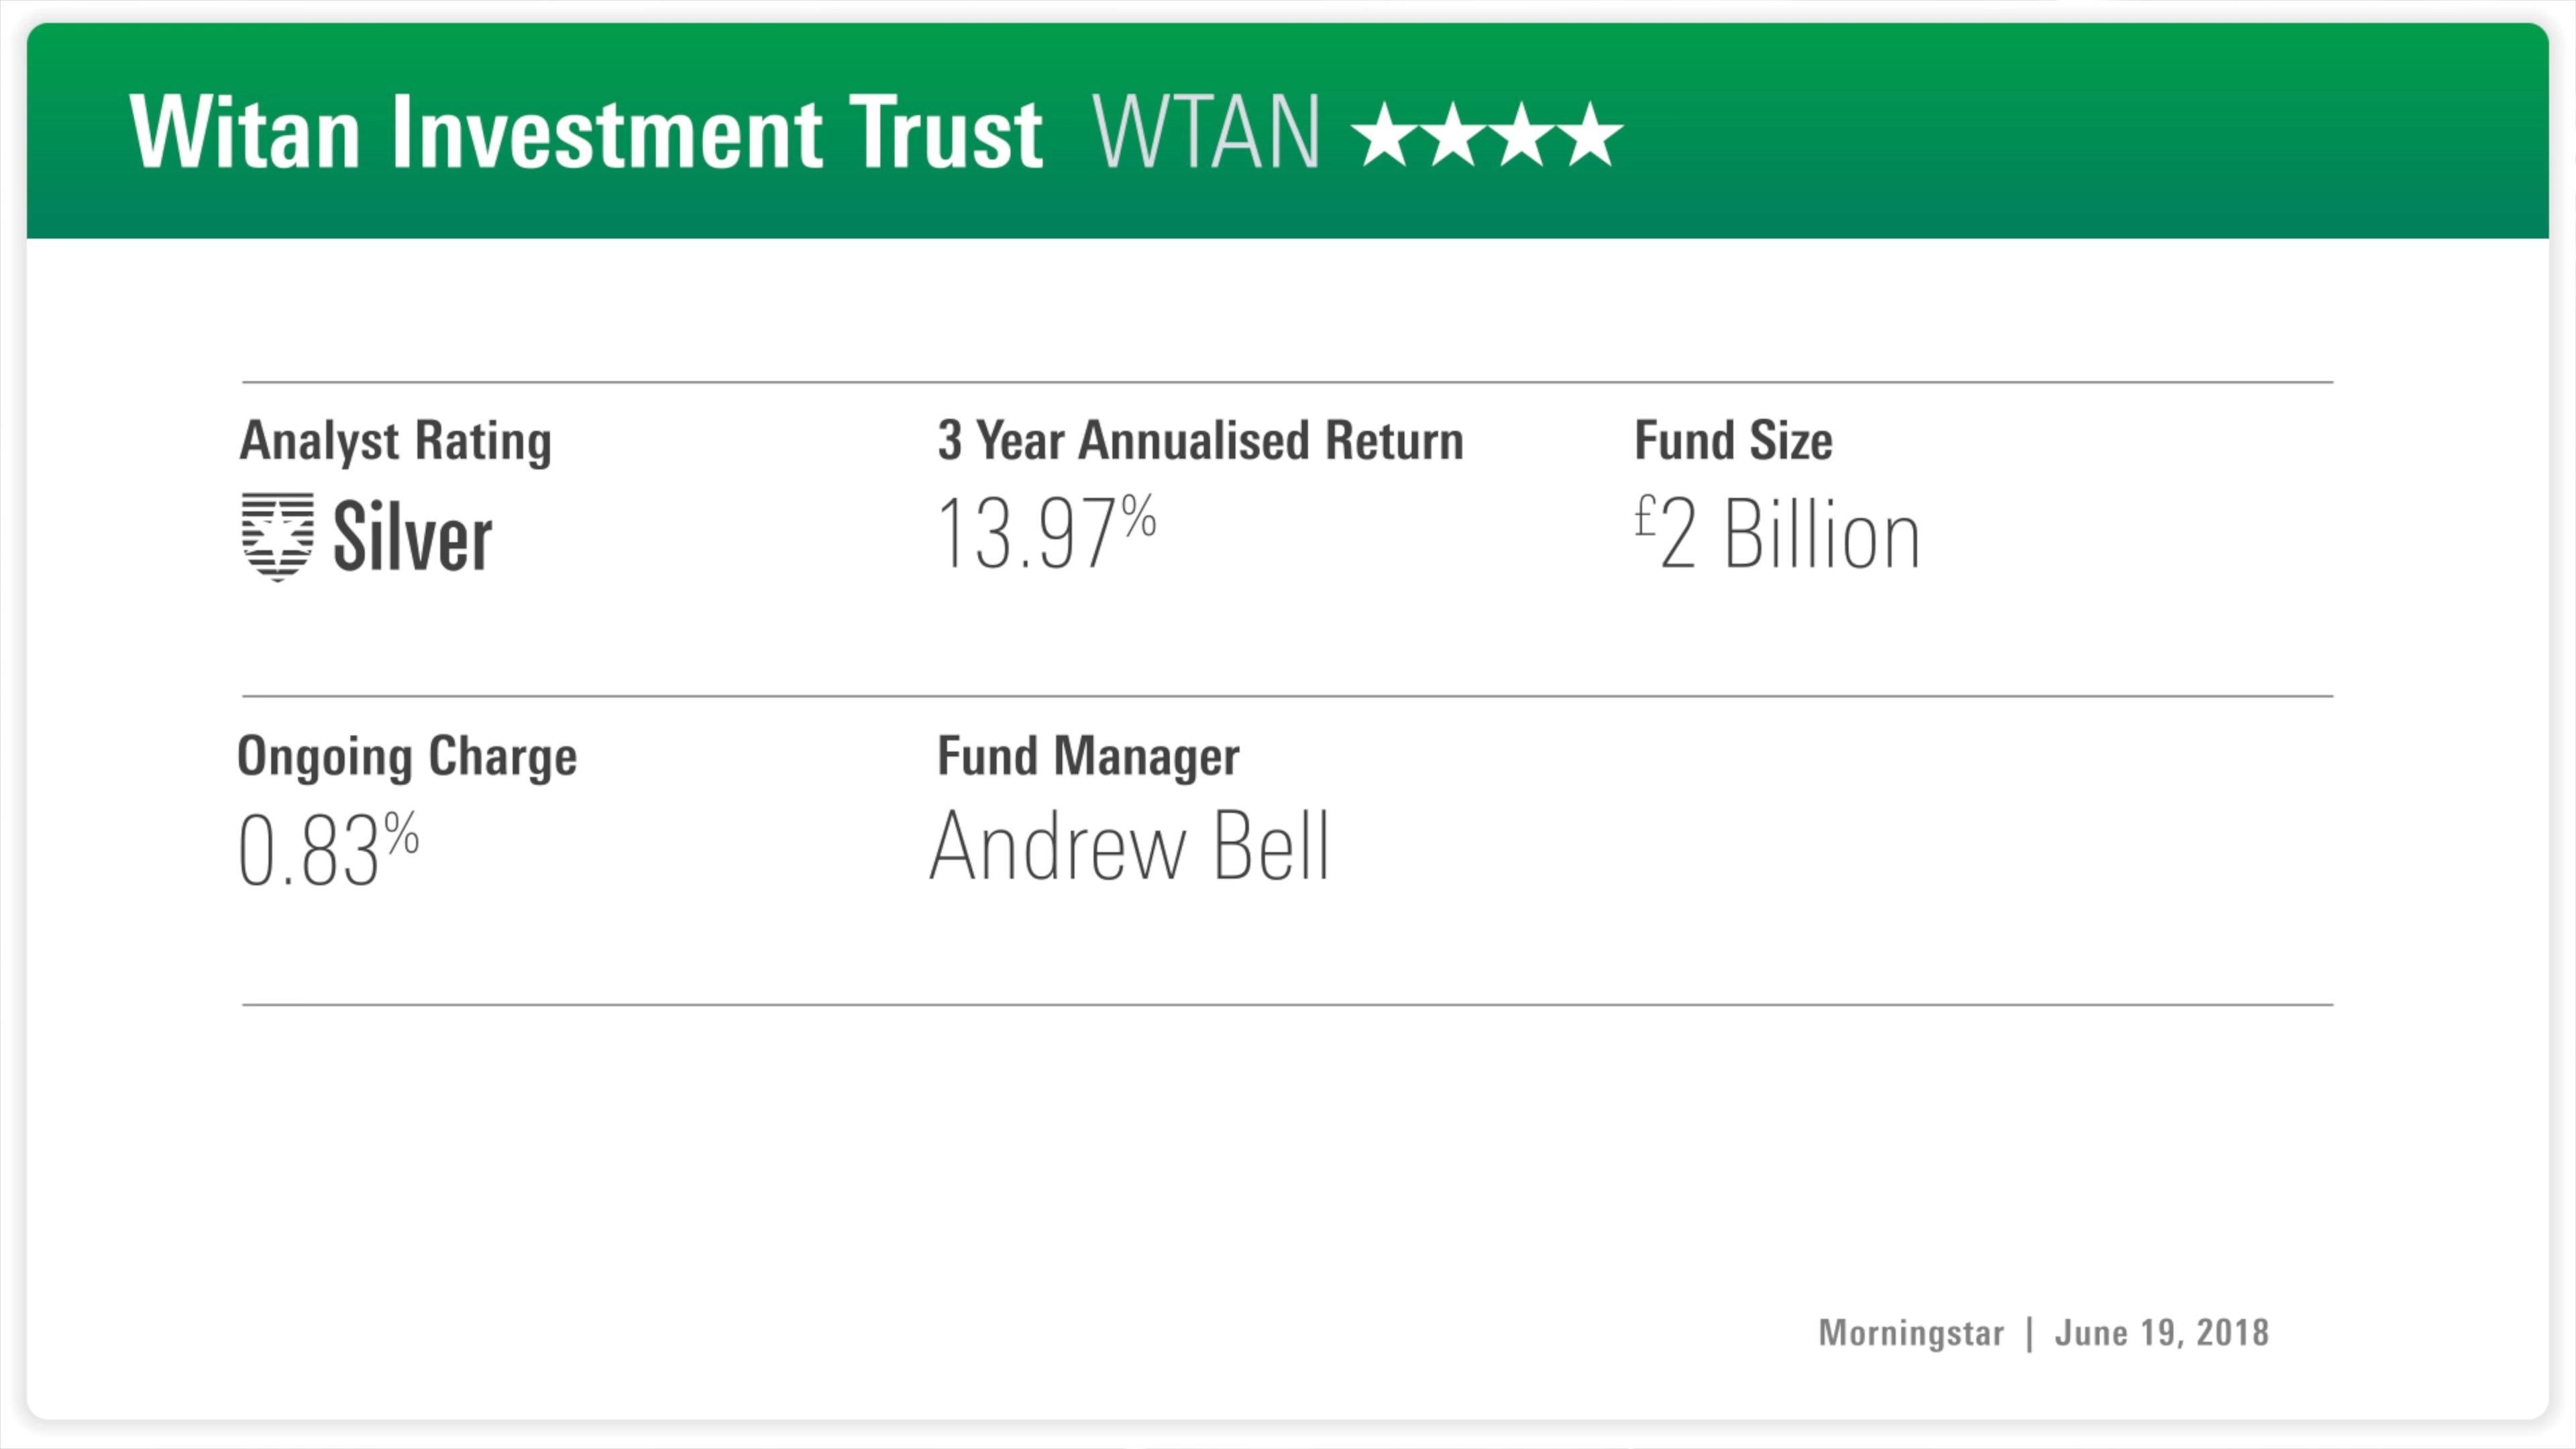 Witan Investment Trust WTAN ★★★★
Analyst Rating
Silver
3 Year Annualised Return
13.97%
Fund Size
£2 Billion
Ongoing Charge
0.83%
Fund Manager
Andrew Bell
Morningstar | June 19, 2018